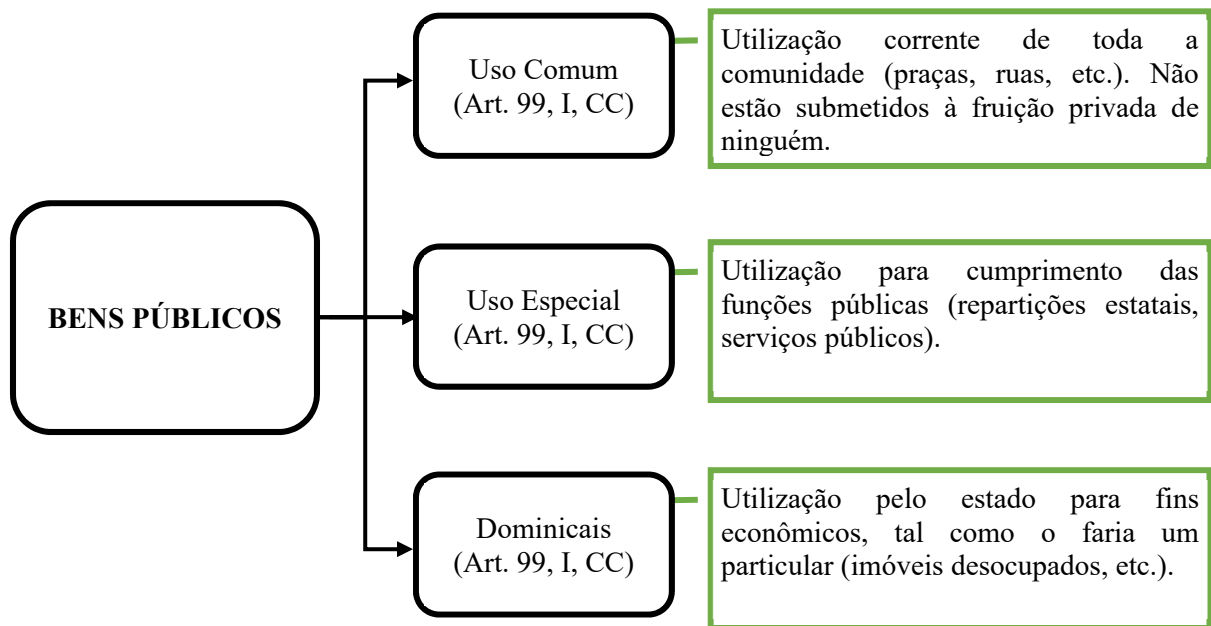 BENS PÚBLICOS
Uso Comum
(Art. 99, I, CC)
Utilização corrente de toda a
comunidade (praças, ruas, etc.). Não
estão submetidos à fruição privada de
ninguém.
Uso Especial
(Art. 99, I, CC)
Utilização para cumprimento das
funções públicas (repartições estatais,
serviços públicos).
Dominicais
(Art. 99, I, CC)
Utilização pelo estado para fins
econômicos, tal como o faria um
particular (imóveis desocupados, etc.).